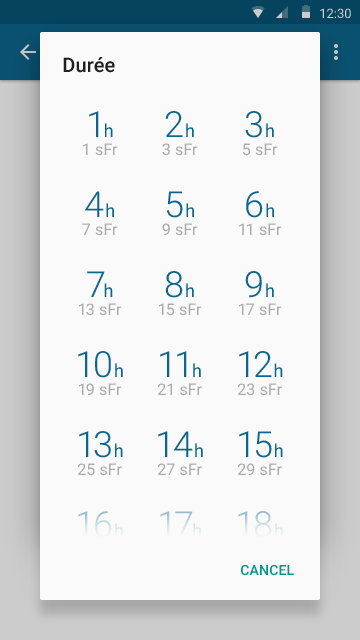 12:30
Durée
1h 2h 3h
1 sFr 3 sFr 5 sFr
4h 5h 6h
7 sFr 9 sFr 11 sFr
7h 8h 9h
13 sFr 15 sFr 17 sFr
10h 11h 12h
19 sFr 21 sFr 23 sFr
13h 14h 15h
25 sFr 27 sFr 29 sFr
16h 17h 18h
CANCEL